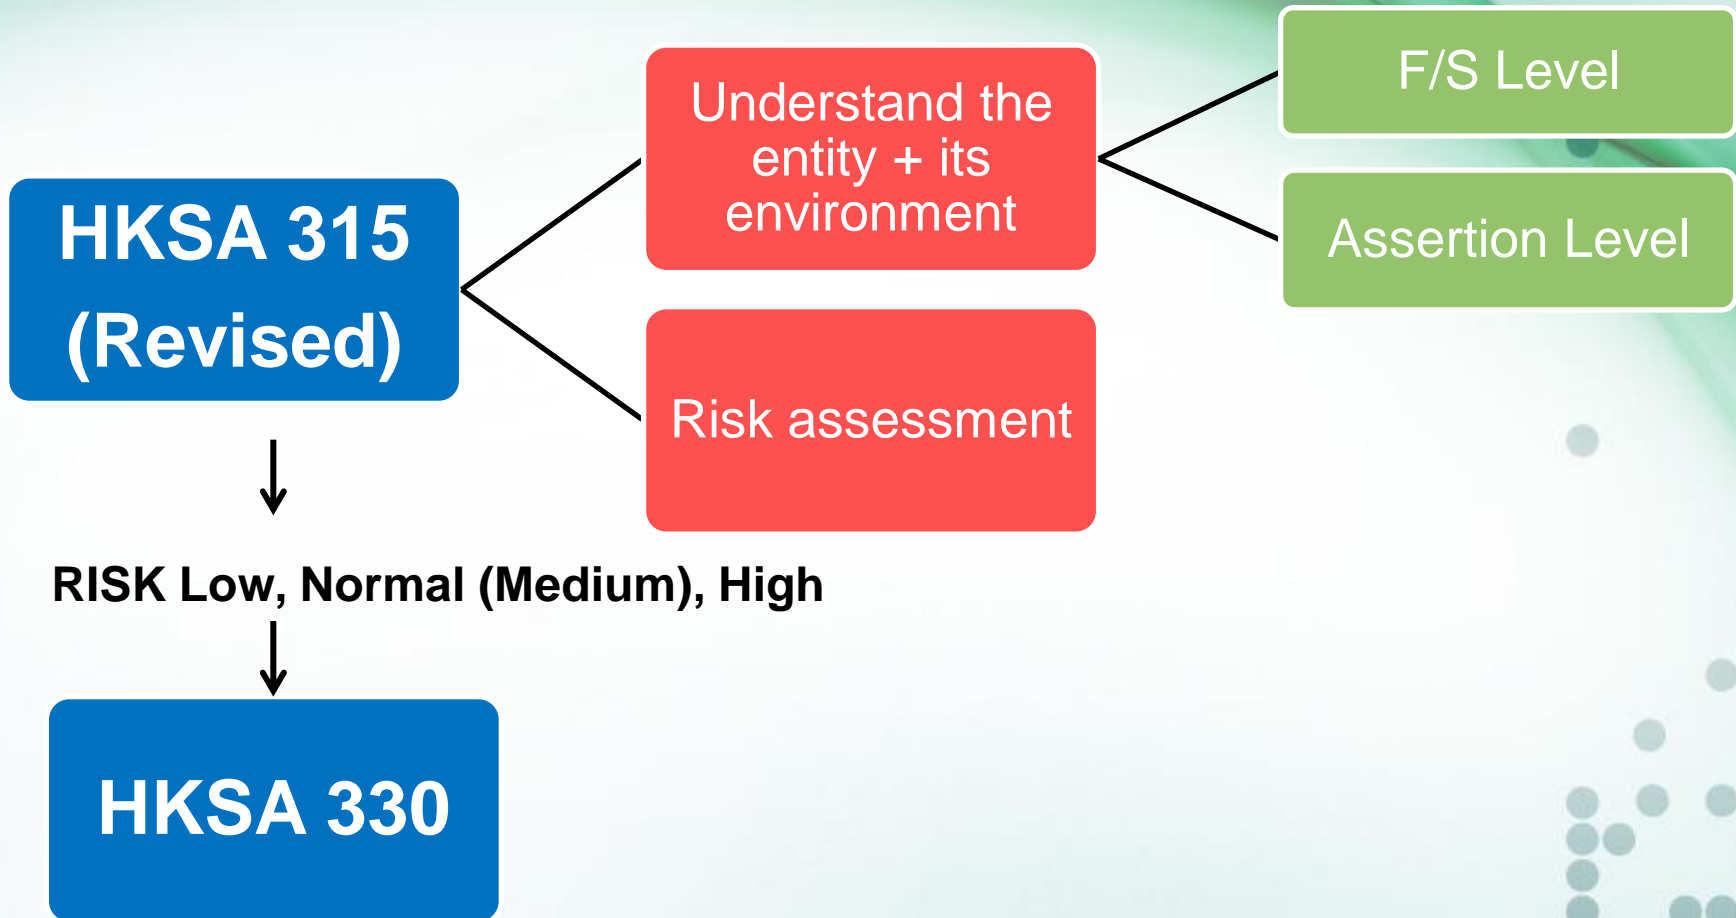 HKSA 315
(Revised)
Understand the
entity + its
environment
F/S Level
Assertion Level
Risk assessment
RISK Low, Normal (Medium), High
HKSA 330